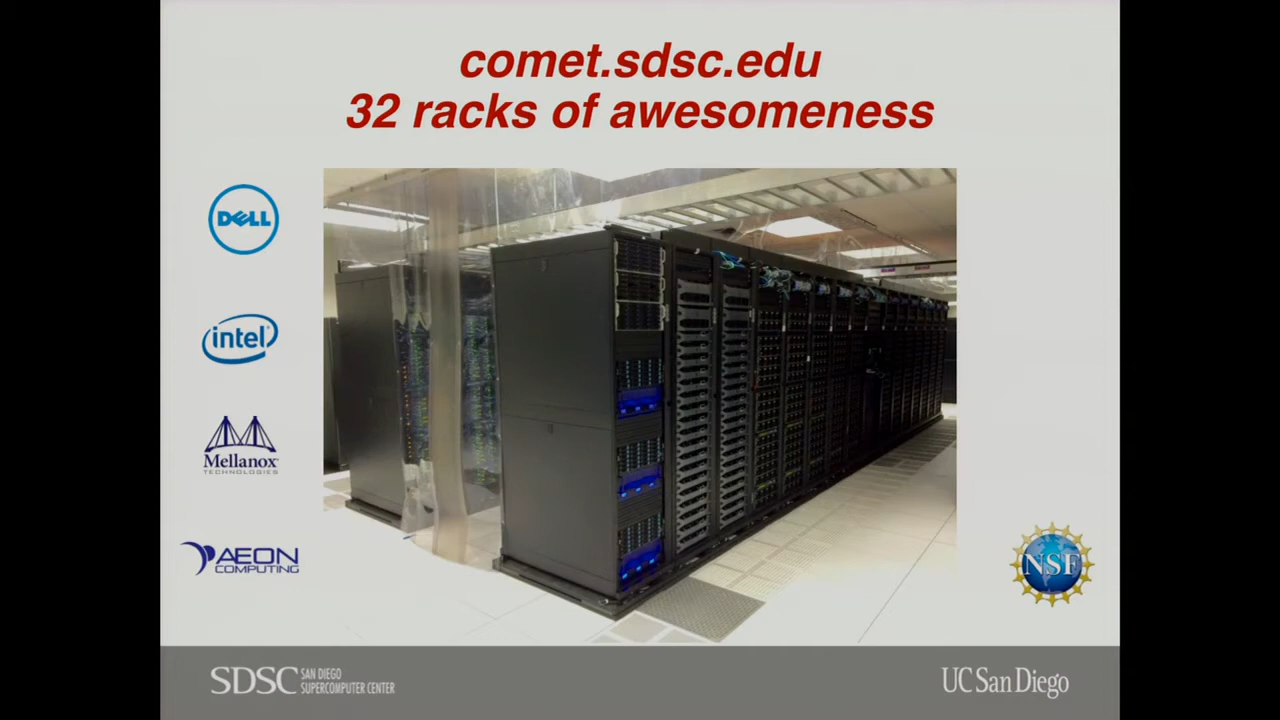 comet.sdsc.edu
32 racks of awesomeness
DELL
intel
Mellanox
TECHNOLOGIES
AEON
COMPUTING
NSF
SDSC SAN DIEGO
SUPERCOMPUTER CENTER
UC San Diego